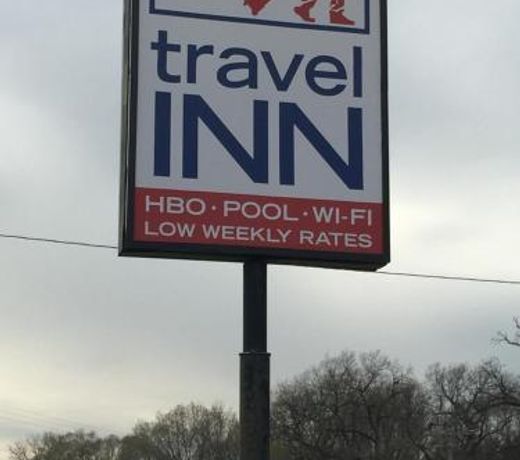 travel
INN
HBO · POOL · WI-FI
LOW WEEKLY RATES